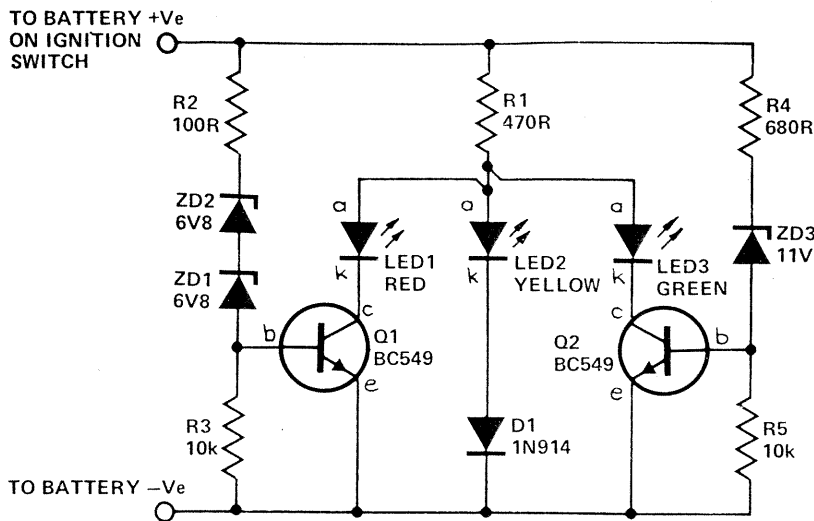 TO BATTERY +Ve
ON IGNITION
SWITCH
R2
100R
R1
470R
R4
680R
ZD2
6V8
ZD1
6V8
a
a
a
ZD3
11V
k
LED1
RED
k
LED2
YELLOW
k
LED3
GREEN
b
c
Q1
BC549
e
c
Q2
BC549
b
e
R3
10k
D1
1N914
R5
10k
TO BATTERY −Ve